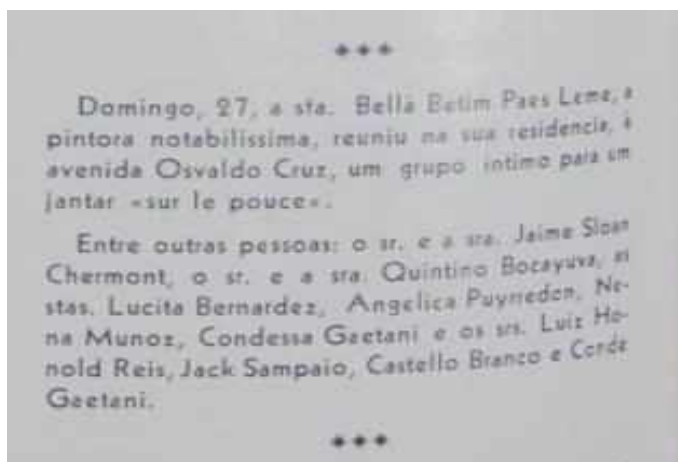 Domingo, 27, a sta. Bella Betim Paes Leme, a
pintora notabilissima, reuniu na sua residencia, á
avenida Osvaldo Cruz, um grupo intimo para um
jantar «sur le pouce».
Entre outras pessoas: o sr. e a sra. Jaime Sloan
Chermont, o sr. e a sra. Quintino Bocayuva, as
stas. Lucita Bernardez, Angelica Puyneden, Ne-
na Munoz, Condessa Gaetani e os srs. Luiz Ho-
nold Reis, Jack Sampaio, Castello Branco e Conde
Gaetani.